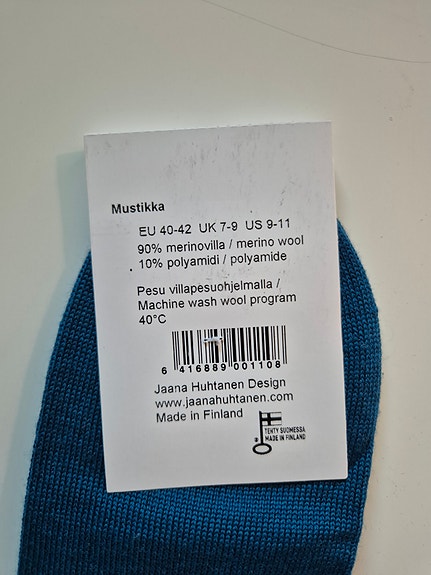 Mustikka
EU 40-42 UK 7-9 US 9-11
90% merinovilla / merino wool
10% polyamidi / polyamide
Pesu villapesuohjelmalla /
Machine wash wool program
40°C
6 416889 001108
Jaana Huhtanen Design
www.jaanahuhtanen.com
Made in Finland
TEHTY SUOMESSA
MADE IN FINLAND